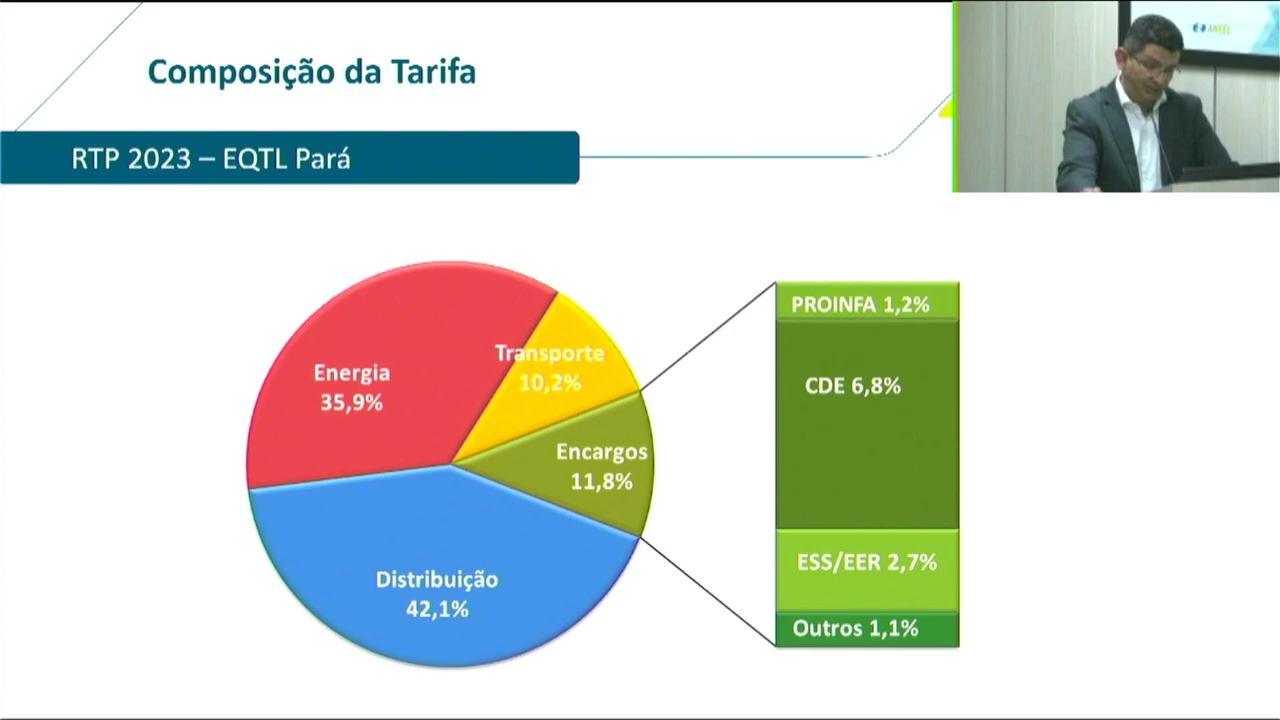 Composição da Tarifa
ANEEL
RTP 2023 – EQTL Pará
Energia
35,9%
Transporte
10,2%
Encargos
11,8%
Distribuição
42,1%
PROINFA 1,2%
CDE 6,8%
ESS/EER 2,7%
Outros 1,1%